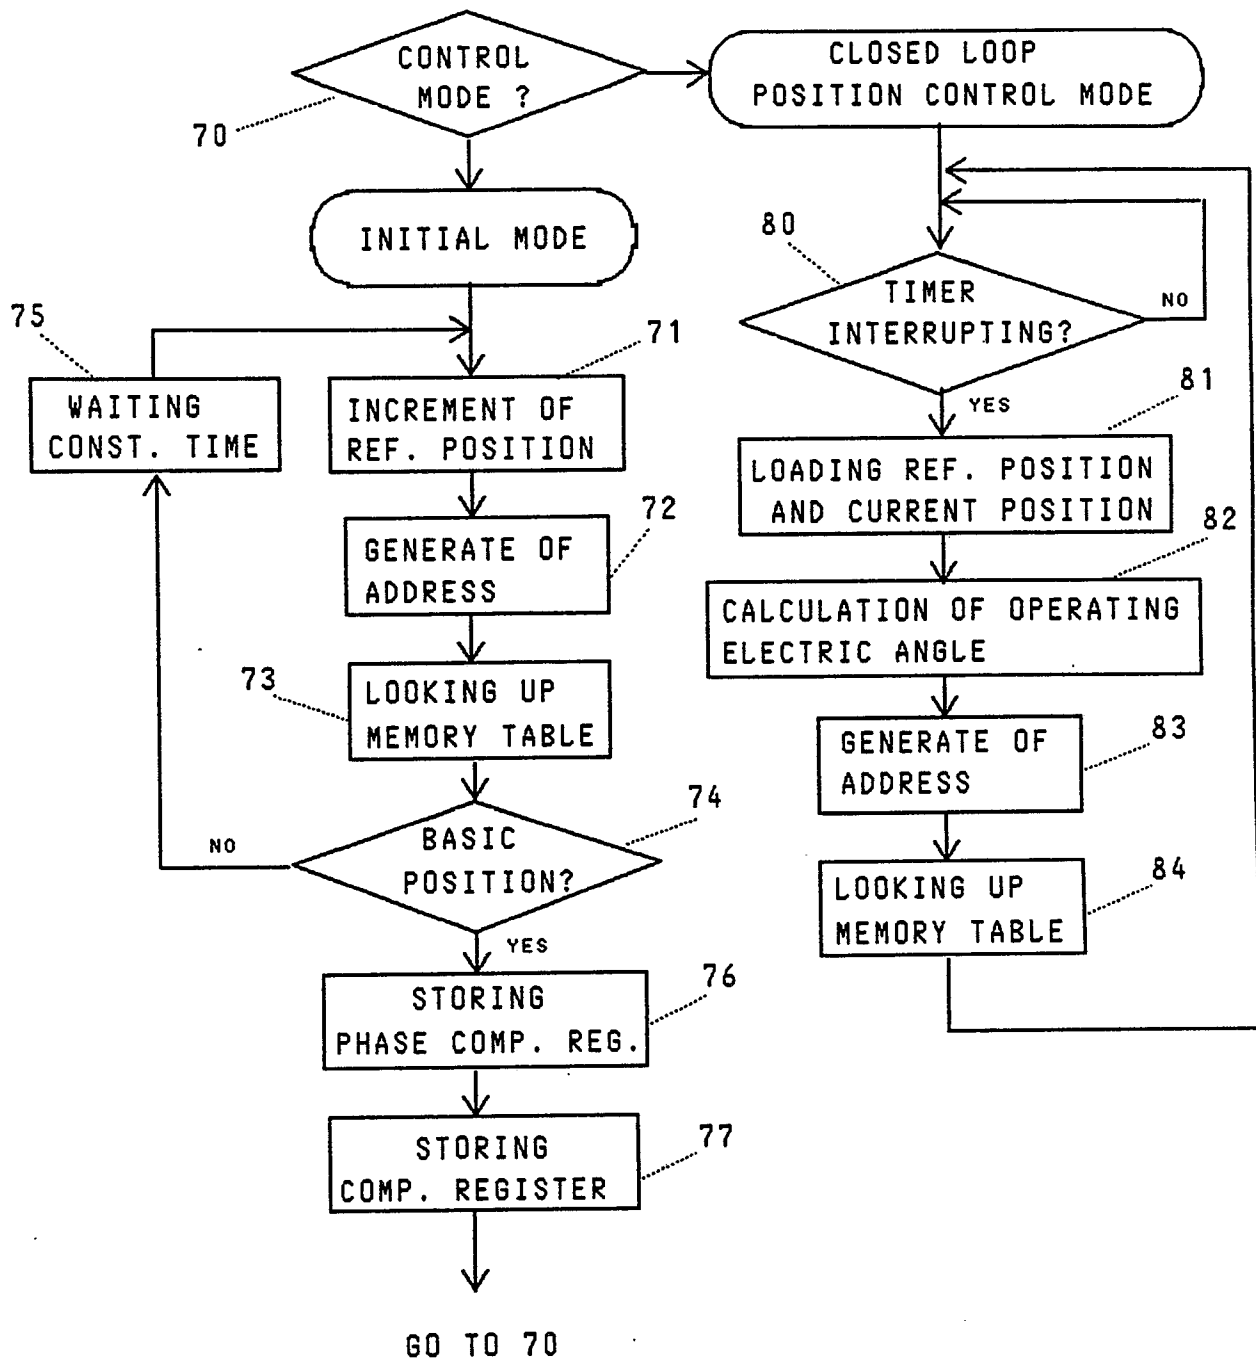 CONTROL
MODE ?
70
CLOSED LOOP
POSITION CONTROL MODE
INITIAL MODE
75
WAITING
CONST. TIME
71
INCREMENT OF
REF. POSITION
72
GENERATE OF
ADDRESS
73
LOOKING UP
MEMORY TABLE
74
BASIC
POSITION?
NO
YES
76
STORING
PHASE COMP. REG.
77
STORING
COMP. REGISTER
GO TO 70
80
TIMER
INTERRUPTING?
NO
YES
81
LOADING REF. POSITION
AND CURRENT POSITION
82
CALCULATION OF OPERATING
ELECTRIC ANGLE
83
GENERATE OF
ADDRESS
84
LOOKING UP
MEMORY TABLE